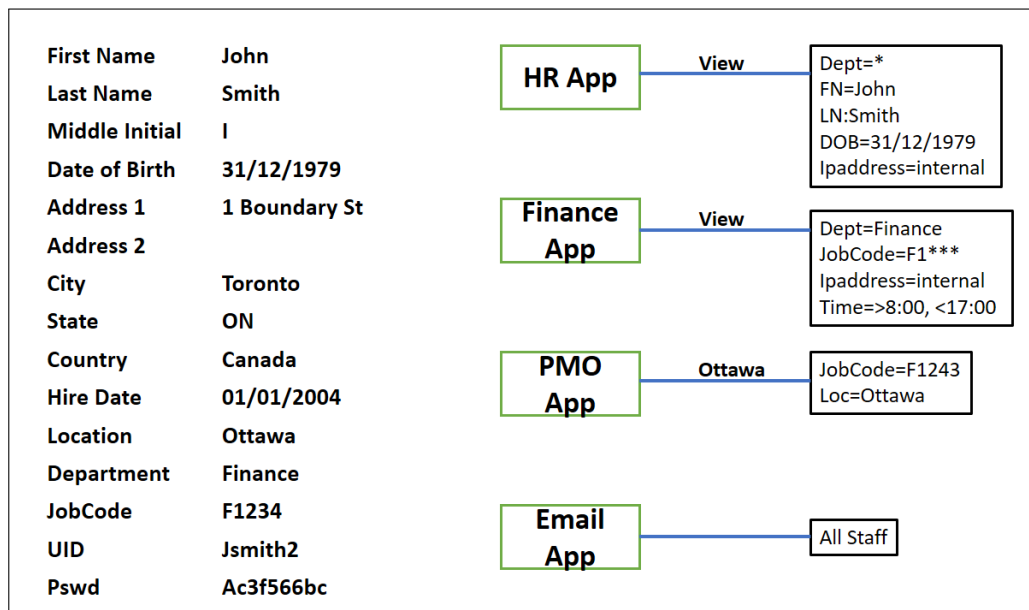 First Name John
Last Name Smith
Middle Initial I
Date of Birth 31/12/1979
Address 1 1 Boundary St
Address 2
City Toronto
State ON
Country Canada
Hire Date 01/01/2004
Location Ottawa
Department Finance
JobCode F1234
UID Jsmith2
Pswd Ac3f566bc
HR App
View
Dept=*
FN=John
LN:Smith
DOB=31/12/1979
Ipaddress=internal
Finance
App
View
Dept=Finance
JobCode=F1***
Ipaddress=internal
Time=>8:00, <17:00
PMO
App
Ottawa
JobCode=F1243
Loc=Ottawa
Email
App
All Staff